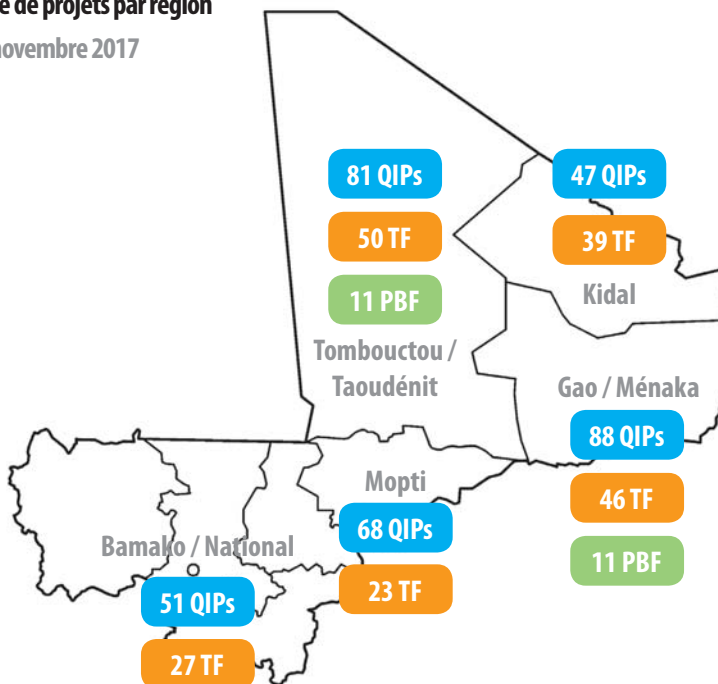 e de projets par région
novembre 2017
81 QIPs
50 TF
11 PBF
Tombouctou /
Taoudénit
47 QIPs
39 TF
Kidal
Gao / Ménaka
88 QIPs
46 TF
11 PBF
Mopti
68 QIPs
23 TF
Bamako / National
51 QIPs
27 TF